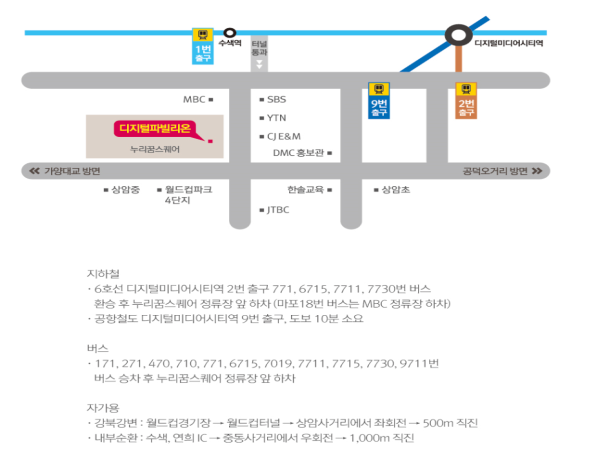 1번
출구
수색역
터널
통과
디지털미디어시티역
MBC
SBS
YTN
CJ E&M
DMC 홍보관
9번
출구
2번
출구
디지털파빌리온
누리꿈스퀘어
≪ 가양대교 방면
공덕오거리 방면 ≫
상암중
월드컵파크
4단지
한솔교육
상암초
JTBC
지하철
· 6호선 디지털미디어시티역 2번 출구 771, 6715, 7711, 7730번 버스
환승 후 누리꿈스퀘어 정류장 앞 하차 (마포18번 버스는 MBC 정류장 하차)
· 공항철도 디지털미디어시티역 9번 출구, 도보 10분 소요
버스
· 171, 271, 470, 710, 771, 6715, 7019, 7711, 7715, 7730, 9711번
버스 승차 후 누리꿈스퀘어 정류장 앞 하차
자가용
· 강북강변 : 월드컵경기장 → 월드컵터널 → 상암사거리에서 좌회전 → 500m 직진
· 내부순환 : 수색, 연희 IC → 중동사거리에서 우회전 → 1,000m 직진